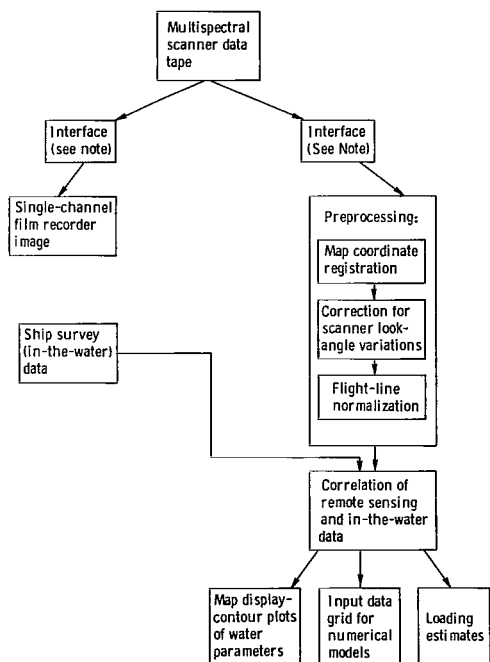 Multispectral
scanner data
tape
Interface
(see note)
Interface
(See Note)
Single-channel
film recorder
image
Preprocessing:
Map coordinate
registration
Correction for
scanner look-
angle variations
Flight-line
normalization
Ship survey
(in-the-water)
data
Correlation of
remote sensing
and in-the-water
data
Map display-
contour plots
of water
parameters
Input data
grid for
numerical
models
Loading
estimates